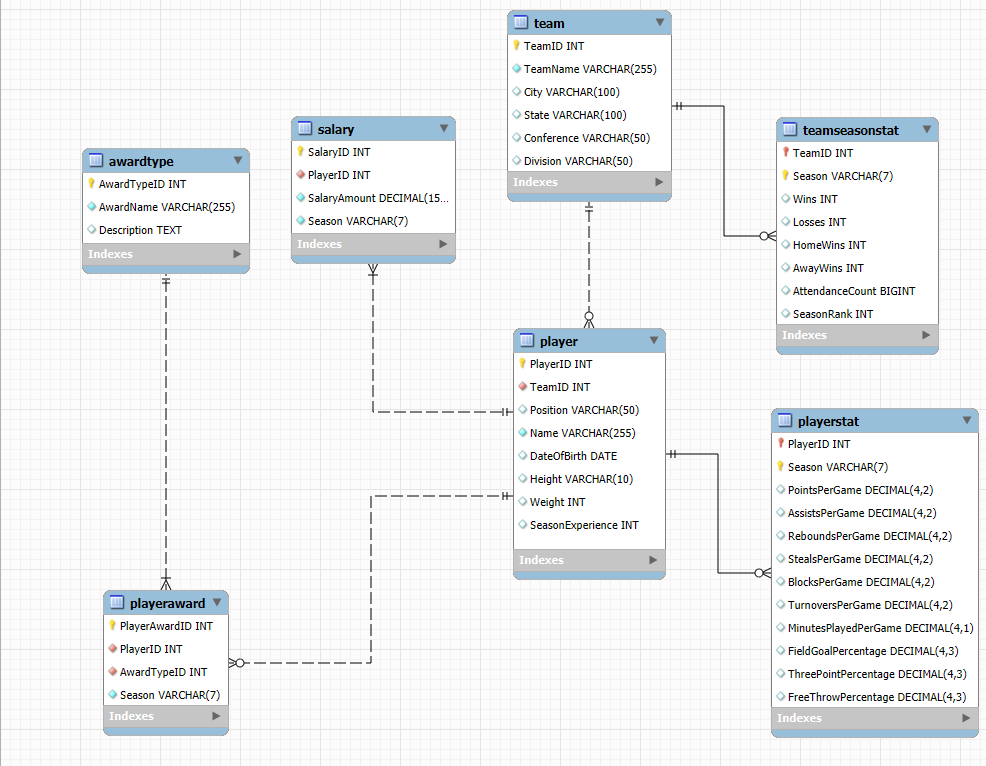 team
TeamID INT
TeamName VARCHAR(255)
City VARCHAR(100)
State VARCHAR(100)
Conference VARCHAR(50)
Division VARCHAR(50)
Indexes
salary
SalaryID INT
PlayerID INT
SalaryAmount DECIMAL(15...
Season VARCHAR(7)
Indexes
teamseasonstat
TeamID INT
Season VARCHAR(7)
Wins INT
Losses INT
HomeWins INT
AwayWins INT
AttendanceCount BIGINT
SeasonRank INT
Indexes
awardtype
AwardTypeID INT
AwardName VARCHAR(255)
Description TEXT
Indexes
player
PlayerID INT
TeamID INT
Position VARCHAR(50)
Name VARCHAR(255)
DateOfBirth DATE
Height VARCHAR(10)
Weight INT
SeasonExperience INT
Indexes
playerstat
PlayerID INT
Season VARCHAR(7)
PointsPerGame DECIMAL(4,2)
AssistsPerGame DECIMAL(4,2)
ReboundsPerGame DECIMAL(4,2)
StealsPerGame DECIMAL(4,2)
BlocksPerGame DECIMAL(4,2)
TurnoversPerGame DECIMAL(4,2)
MinutesPlayedPerGame DECIMAL(4,1)
FieldGoalPercentage DECIMAL(4,3)
ThreePointPercentage DECIMAL(4,3)
FreeThrowPercentage DECIMAL(4,3)
Indexes
playeraward
PlayerAwardID INT
PlayerID INT
AwardTypeID INT
Season VARCHAR(7)
Indexes